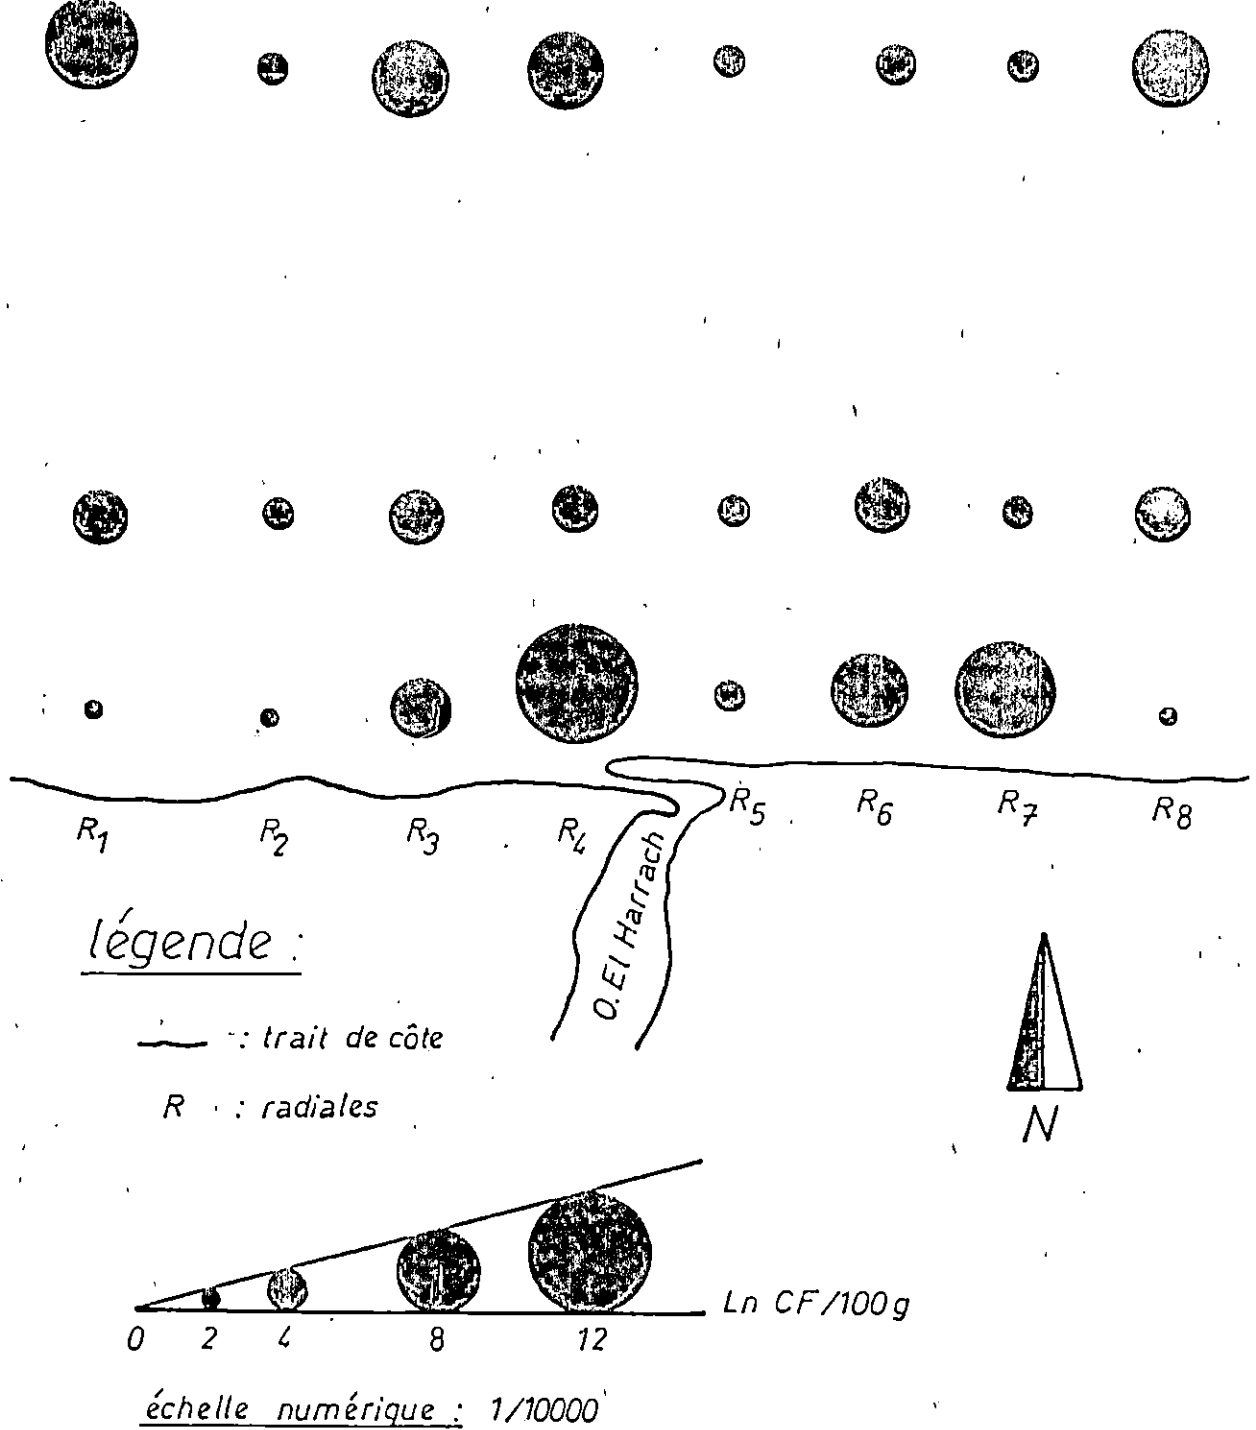 R1 R2 R3 R4 R5 R6 R7 R8
O. El Harrach
légende :
: trait de côte
R : radiales
N
Ln CF/100g
0 2 4 8 12
échelle numérique : 1/10000